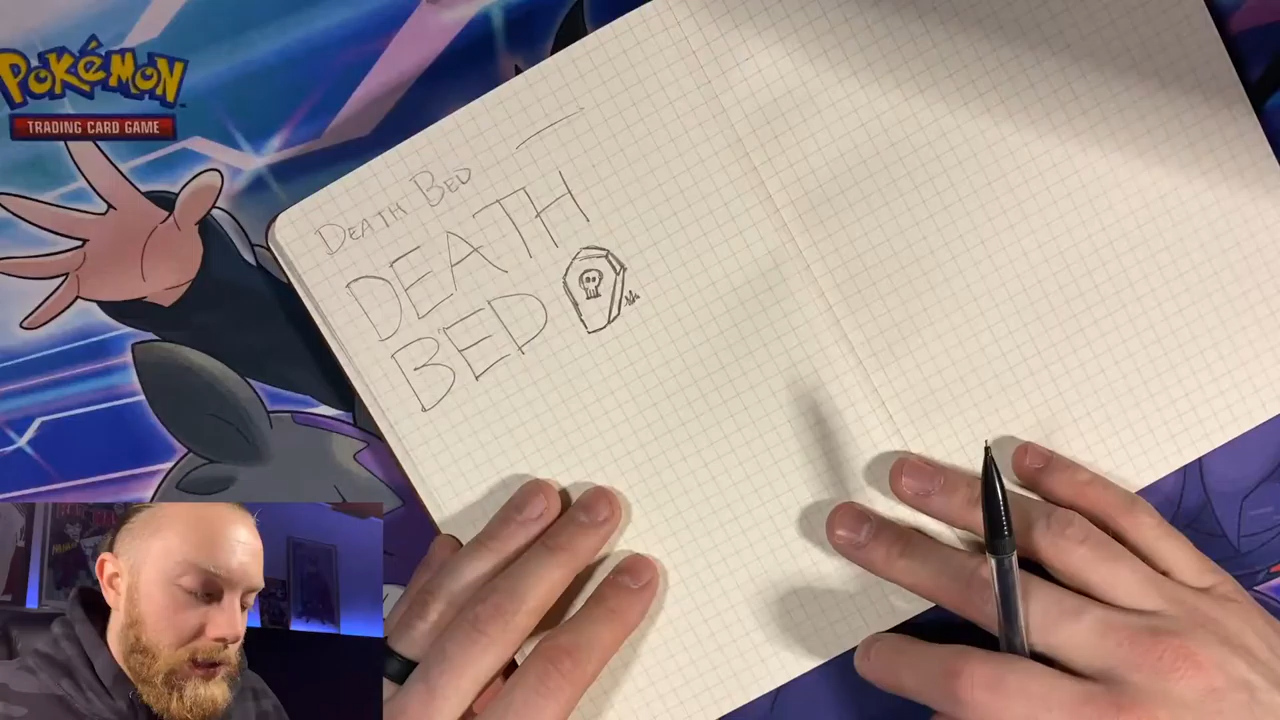 POKéMON
TRADING CARD GAME
DEATH BED
DEATH
BED